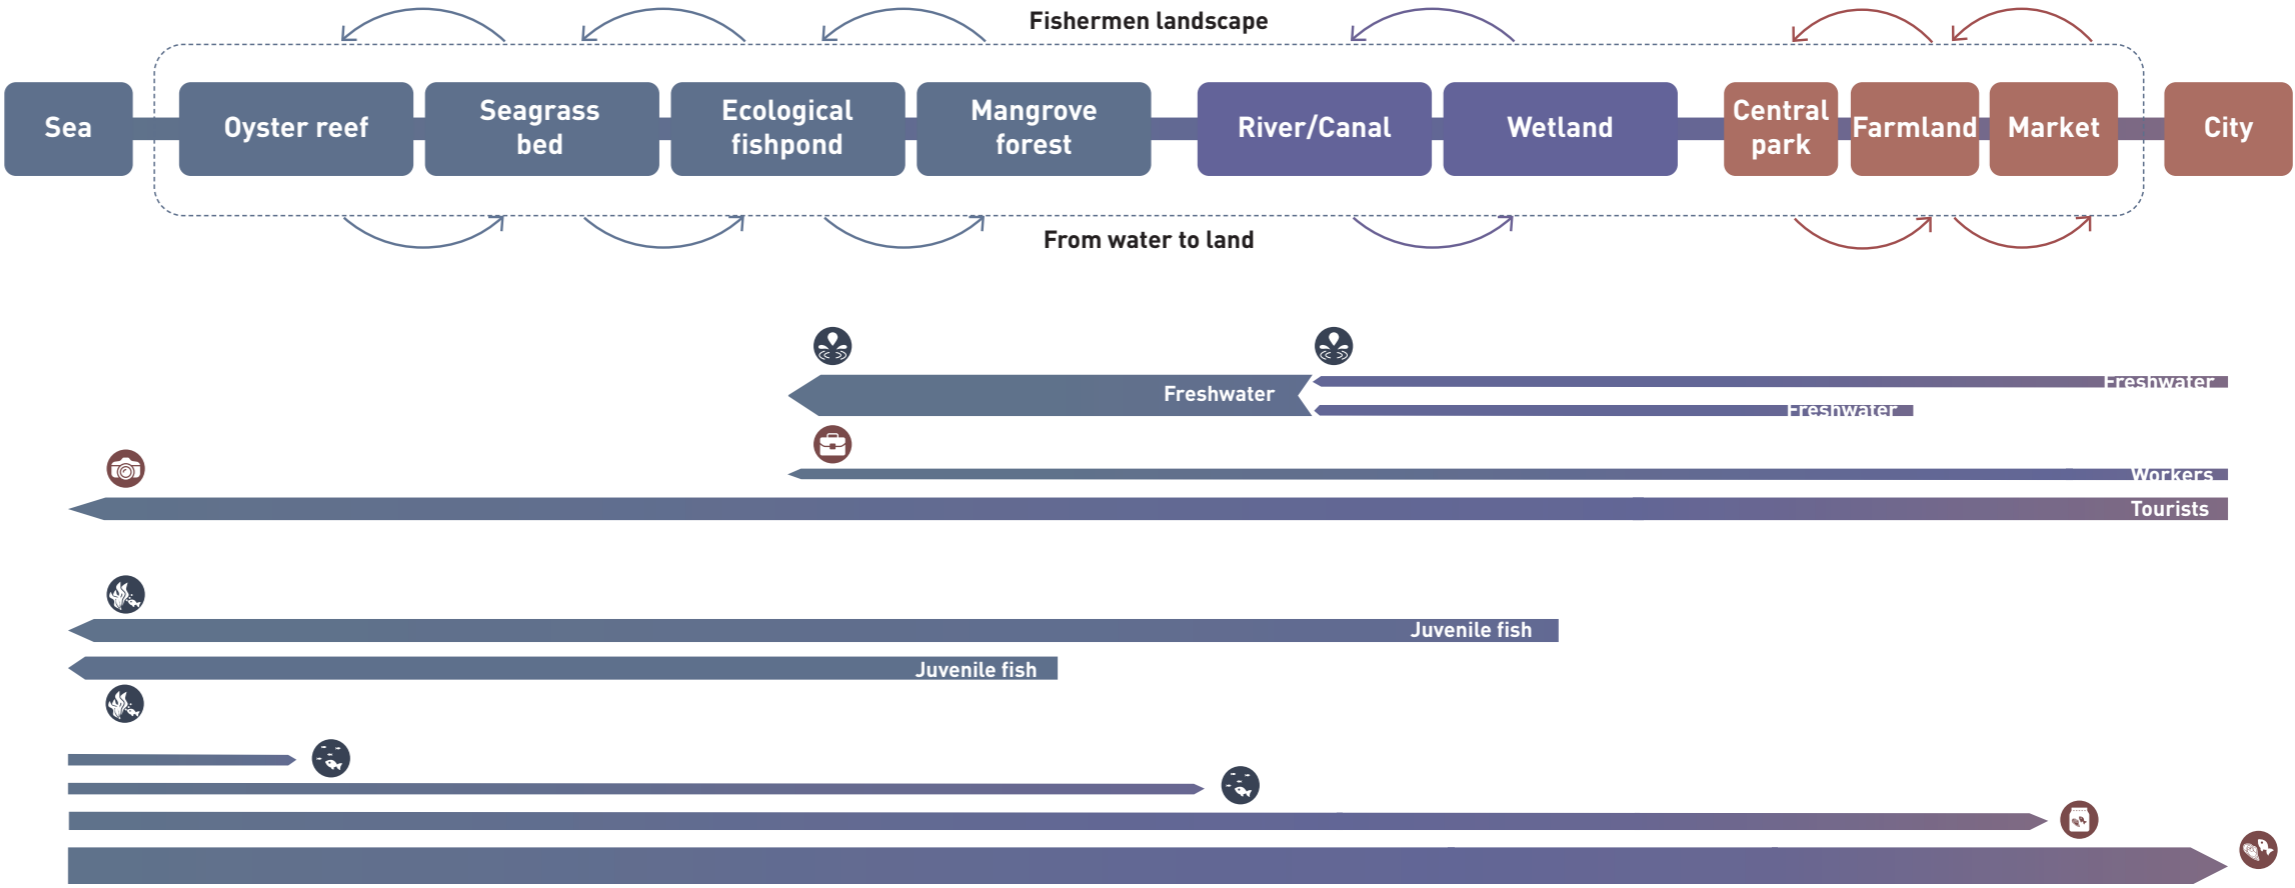 Fishermen landscape
Sea
Oyster reef
Seagrass
bed
Ecological
fishpond
Mangrove
forest
River/Canal
Wetland
Central
park
Farmland
Market
City
From water to land
Freshwater
Freshwater
Freshwater
Workers
Tourists
Juvenile fish
Juvenile fish